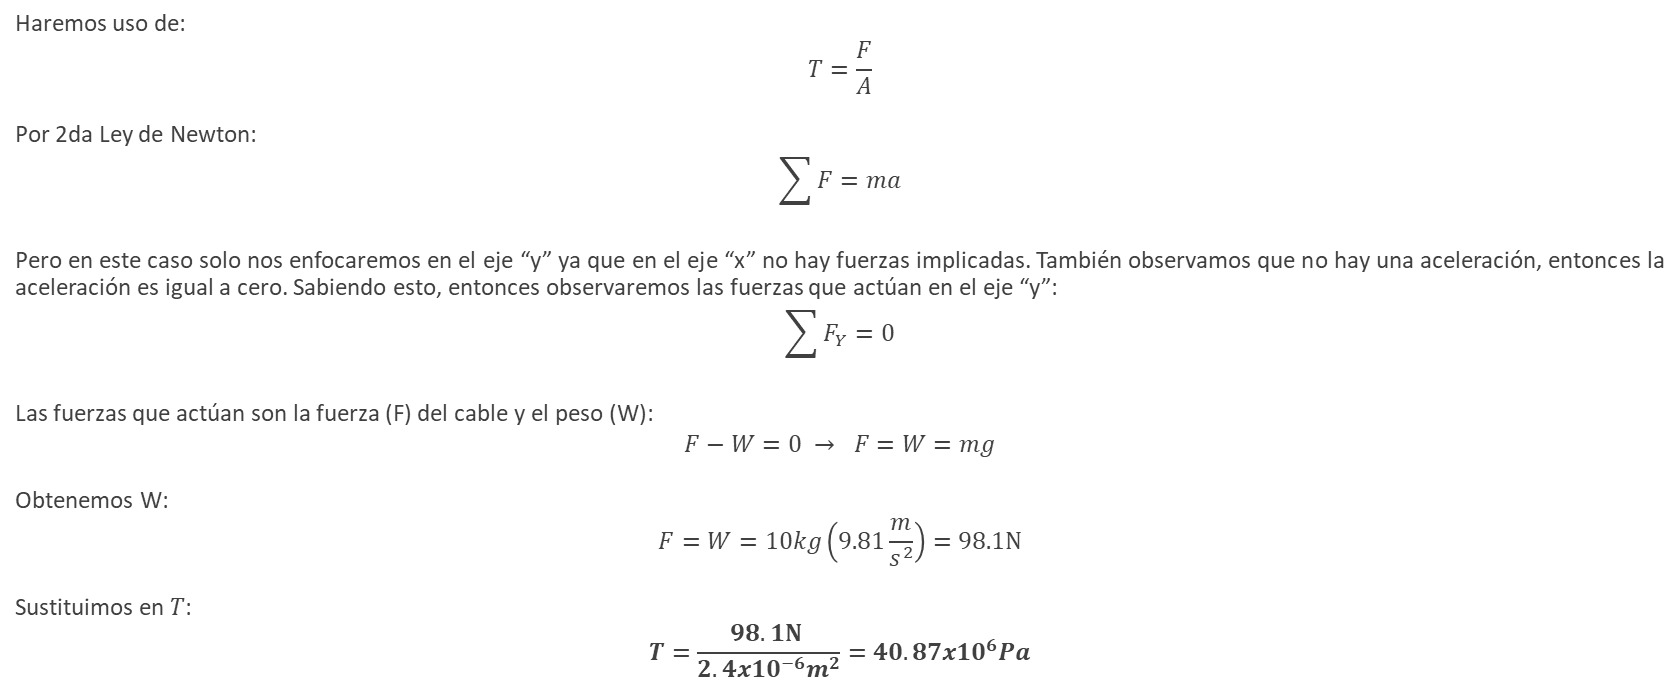 Haremos uso de:
T = F/A
Por 2da Ley de Newton:
∑ F = ma
Pero en este caso solo nos enfocaremos en el eje “y” ya que en el eje “x” no hay fuerzas implicadas. También observamos que no hay una aceleración, entonces la
aceleración es igual a cero. Sabiendo esto, entonces observaremos las fuerzas que actúan en el eje “y”:
∑ F_Y = 0
Las fuerzas que actúan son la fuerza (F) del cable y el peso (W):
F − W = 0 → F = W = mg
Obtenemos W:
F = W = 10kg (9.81 m/s²) = 98.1N
Sustituimos en T:
T = 98.1N/2.4x10⁻⁶m² = 40.87x10⁶Pa